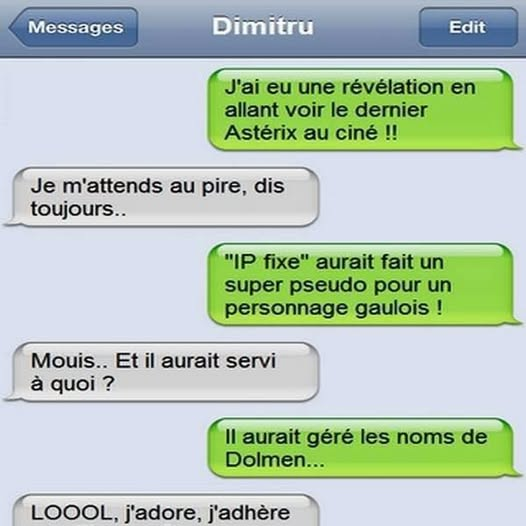 Messages
Dimitru
Edit
J'ai eu une révélation en
allant voir le dernier
Astérix au ciné !!
Je m'attends au pire, dis
toujours..
"IP fixe" aurait fait un
super pseudo pour un
personnage gaulois !
Mouis.. Et il aurait servi
à quoi ?
Il aurait géré les noms de
Dolmen...
LOOOL, j'adore, j'adhère